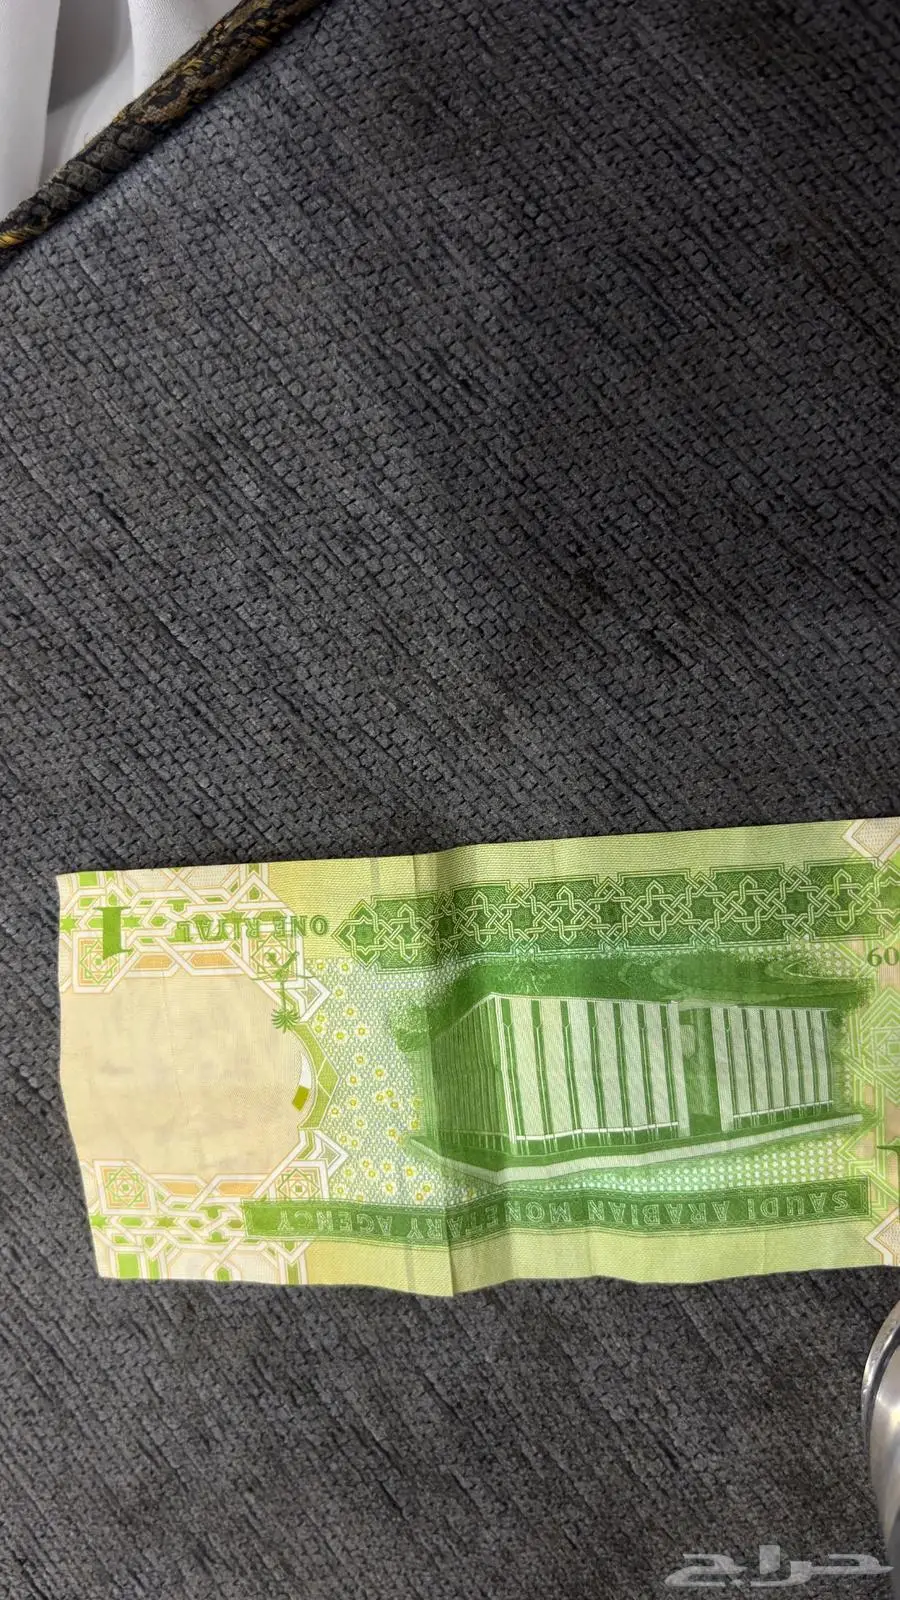 SAUDI ARABIAN MONETARY AGENCY
60
ONE RIYAL
1
حراج